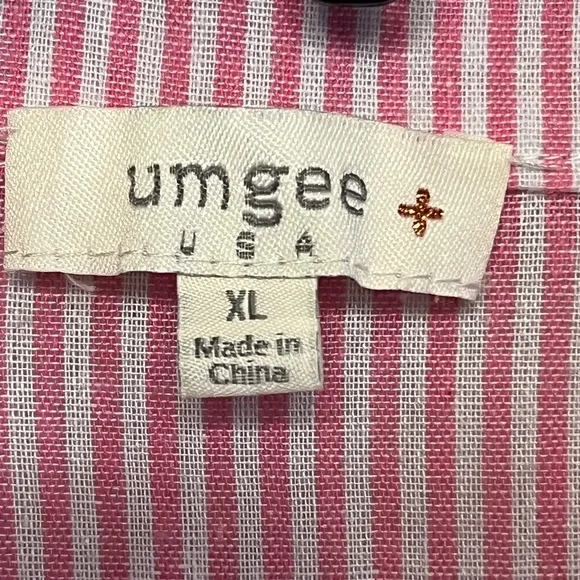 umgee +
USA
XL
Made in
China